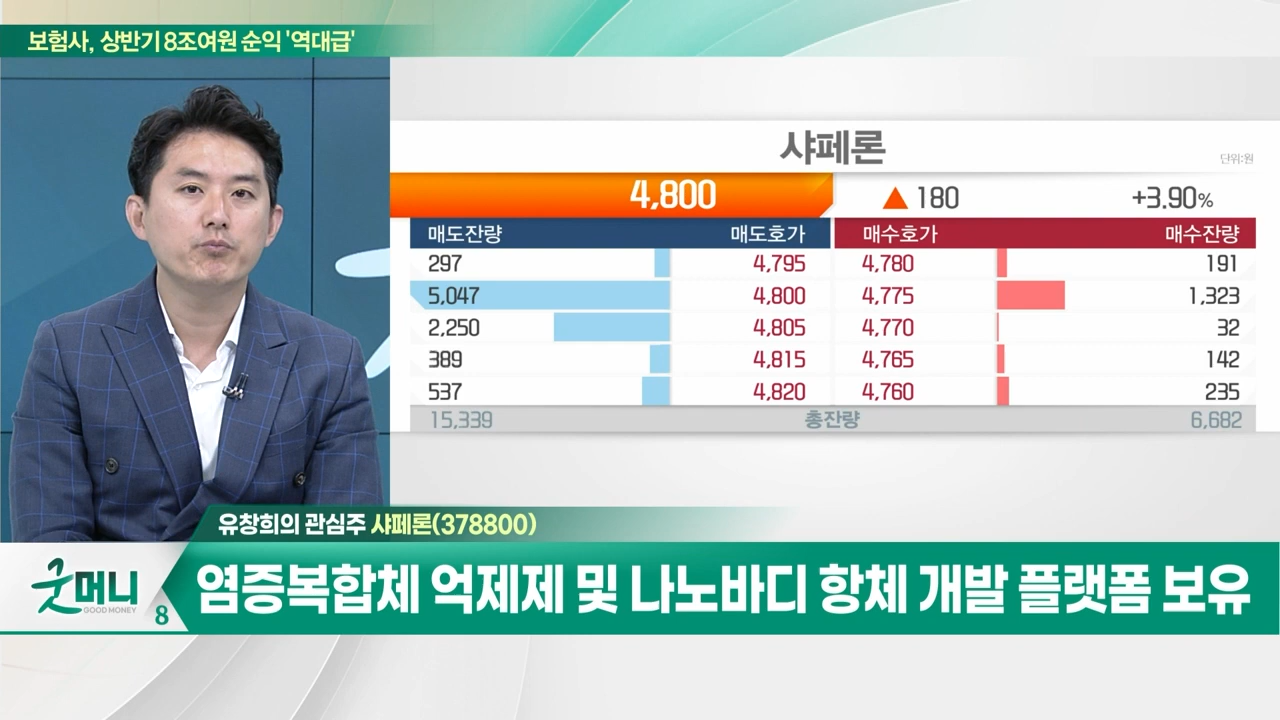 보험사, 상반기 8조여원 순익 '역대급'
샤페론
단위:원
4,800 ▲ 180 +3.90%
매도잔량 매도호가 매수호가 매수잔량
297 4,795 4,780 191
5,047 4,800 4,775 1,323
2,250 4,805 4,770 32
389 4,815 4,765 142
537 4,820 4,760 235
15,339 총잔량 6,682
유창희의 관심주 샤페론(378800)
굿머니
GOOD MONEY
8
염증복합체 억제제 및 나노바디 항체 개발 플랫폼 보유